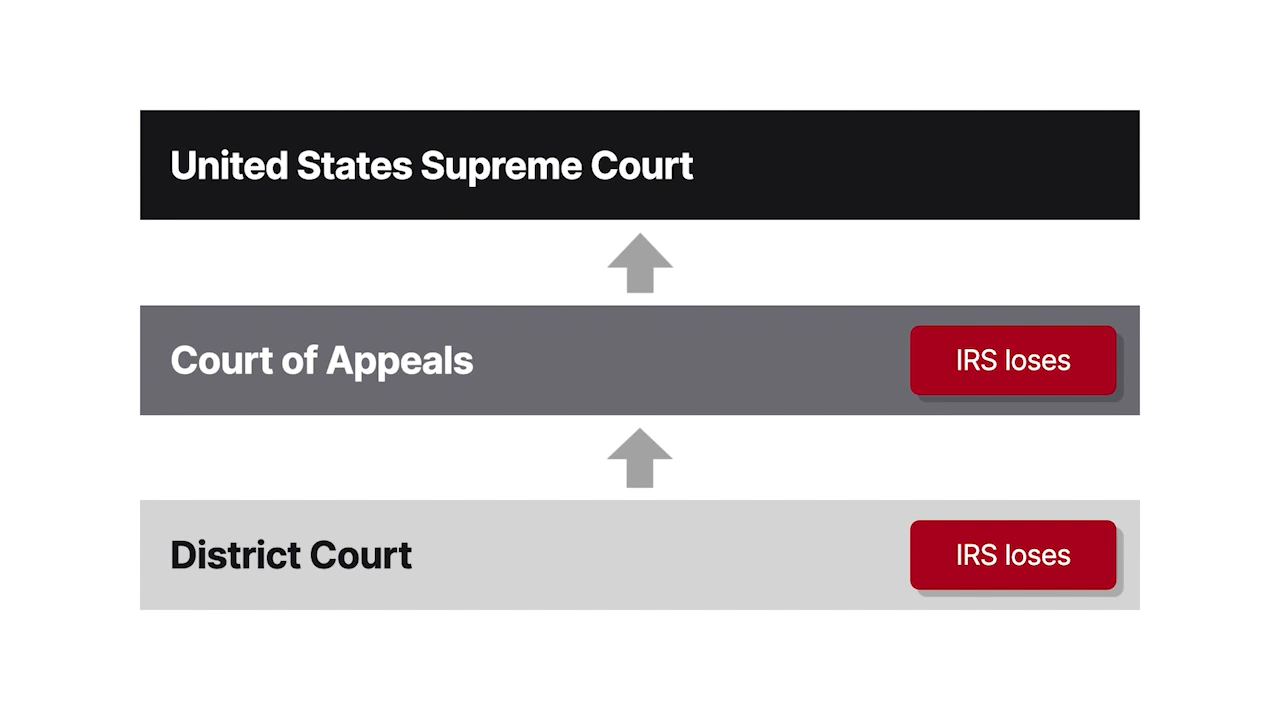 United States Supreme Court
Court of Appeals
IRS loses
District Court
IRS loses